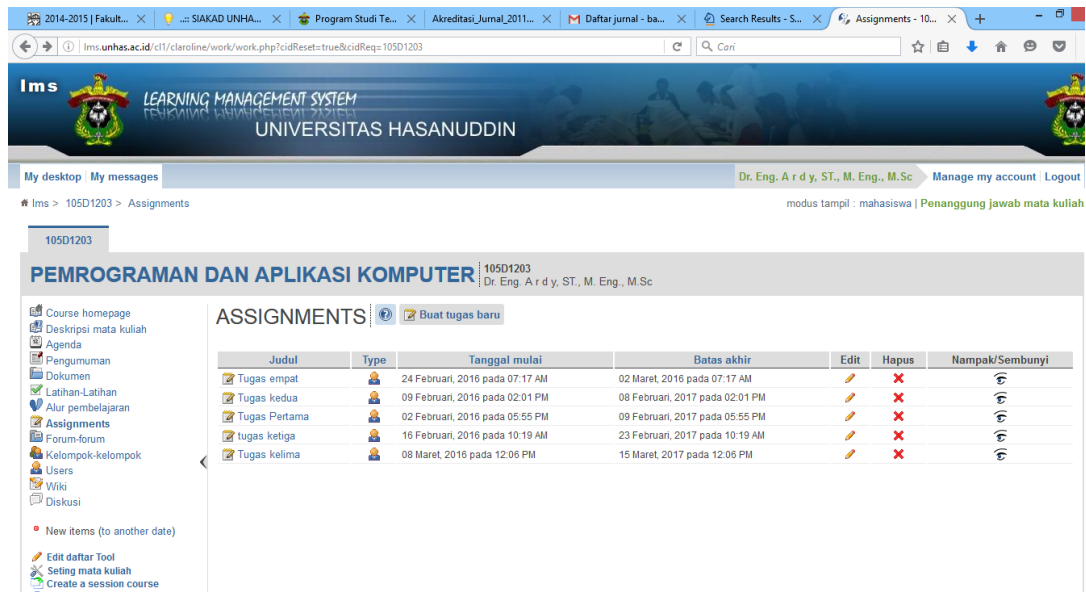 2014-2015 | Fakult...
..:: SIAKAD UNHA...
Program Studi Te...
Akreditasi_Jurnal_2011...
Daftar jurnal - ba...
Search Results - S...
Assignments - 10...
lms.unhas.ac.id/cl1/claroline/work/work.php?cidReset=true&cidReq=105D1203
Cari
lms
LEARNING MANAGEMENT SYSTEM
UNIVERSITAS HASANUDDIN
My desktop My messages
Dr. Eng. A r d y, ST., M. Eng., M.Sc Manage my account Logout
lms > 105D1203 > Assignments
modus tampil : mahasiswa | Penanggung jawab mata kuliah
105D1203
PEMROGRAMAN DAN APLIKASI KOMPUTER
105D1203
Dr. Eng. A r d y, ST., M. Eng., M.Sc
Course homepage
Deskripsi mata kuliah
Agenda
Pengumuman
Dokumen
Latihan-Latihan
Alur pembelajaran
Assignments
Forum-forum
Kelompok-kelompok
Users
Wiki
Diskusi
New items (to another date)
Edit daftar Tool
Seting mata kuliah
Create a session course
ASSIGNMENTS
Buat tugas baru
Judul Type Tanggal mulai Batas akhir Edit Hapus Nampak/Sembunyi
Tugas empat 24 Februari, 2016 pada 07:17 AM 02 Maret, 2016 pada 07:17 AM
Tugas kedua 09 Februari, 2016 pada 02:01 PM 08 Februari, 2017 pada 02:01 PM
Tugas Pertama 02 Februari, 2016 pada 05:55 PM 09 Februari, 2017 pada 05:55 PM
tugas ketiga 16 Februari, 2016 pada 10:19 AM 23 Februari, 2017 pada 10:19 AM
Tugas kelima 08 Maret, 2016 pada 12:06 PM 15 Maret, 2017 pada 12:06 PM